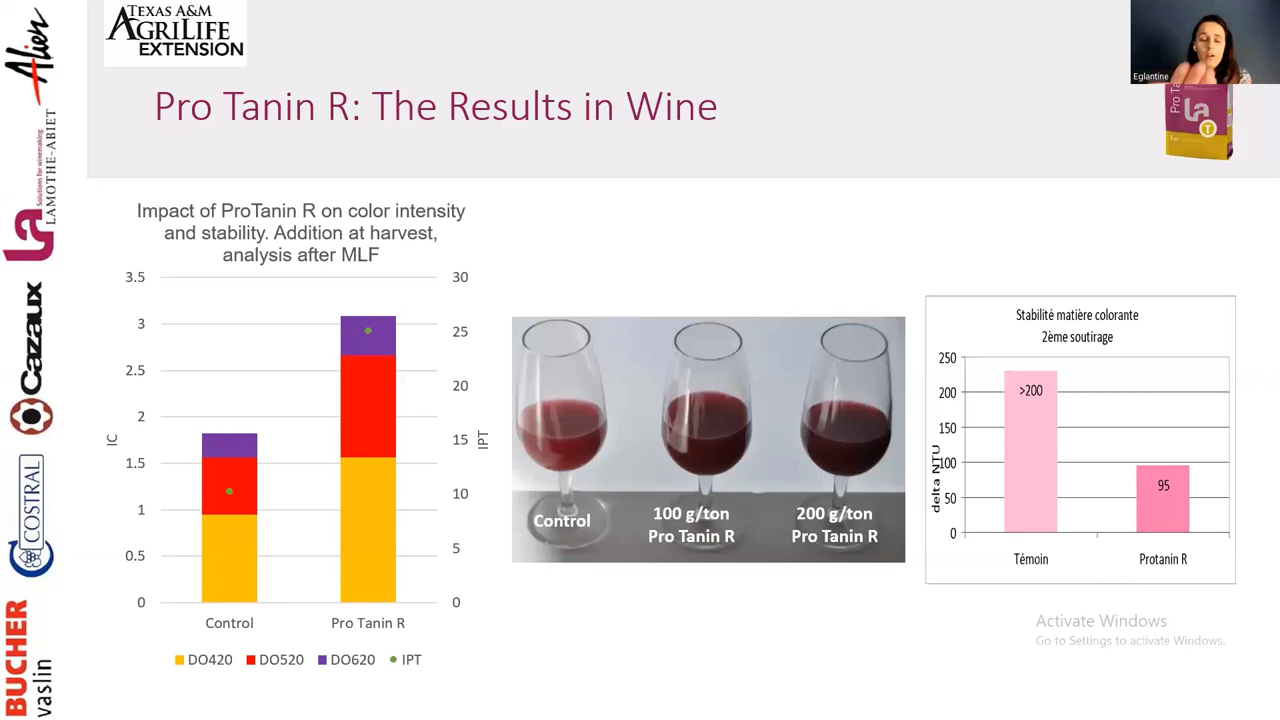 TEXAS A&M
AGRILIFE
EXTENSION
Alien
Solutions for winemaking
LAMOTHE-ABIET
La
Cazaux
COSTRAL
BUCHER
vaslin
Pro Tanin R: The Results in Wine
Eglantine
Pro Ta
La
T
Impact of ProTanin R on color intensity
and stability. Addition at harvest,
analysis after MLF
3.5
3
2.5
2
1.5
1
0.5
0
IC
30
25
20
15
10
5
0
IPT
Control
Pro Tanin R
DO420 DO520 DO620 IPT
Control
100 g/ton
Pro Tanin R
200 g/ton
Pro Tanin R
Stabilité matière colorante
2ème soutirage
250
200
150
100
50
0
delta NTU
>200
95
Témoin
Protanin R
Activate Windows
Go to Settings to activate Windows.